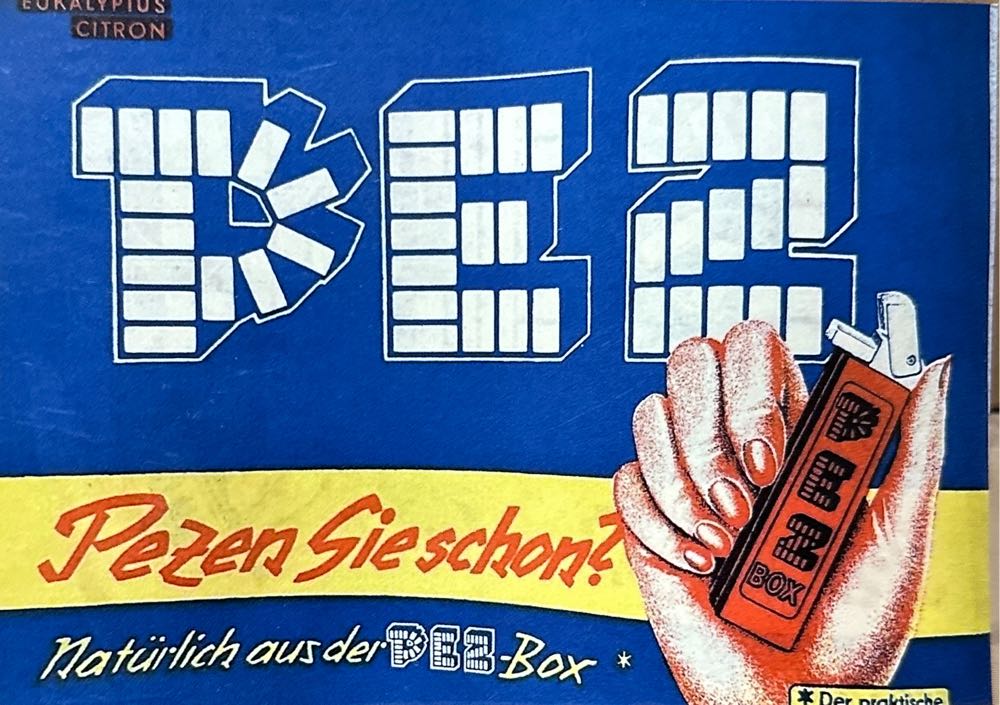 EUKALYPTUS
CITRON
PEZ
Pezen Sie schon?
PEZ
BOX
Natürlich aus der PEZ-Box *
* Der praktische